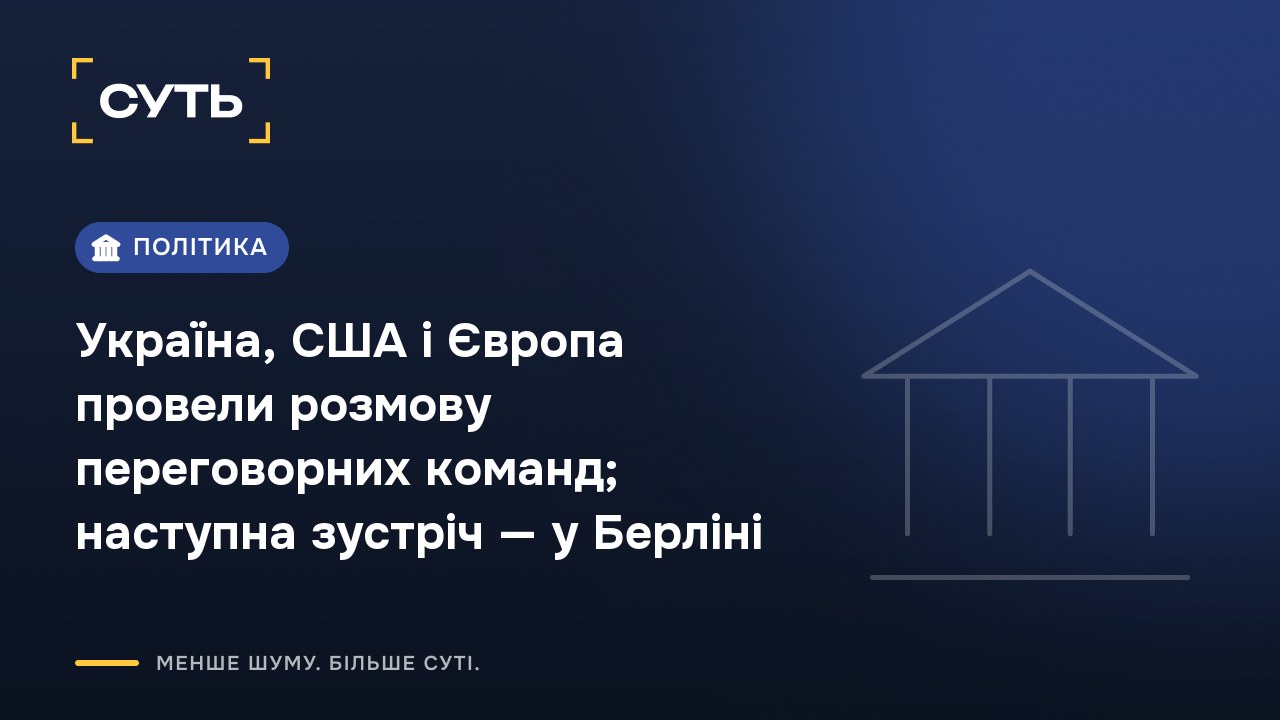 СУТЬ
ПОЛІТИКА
Україна, США і Європа
провели розмову
переговорних команд;
наступна зустріч — у Берліні
МЕНШЕ ШУМУ. БІЛЬШЕ СУТІ.